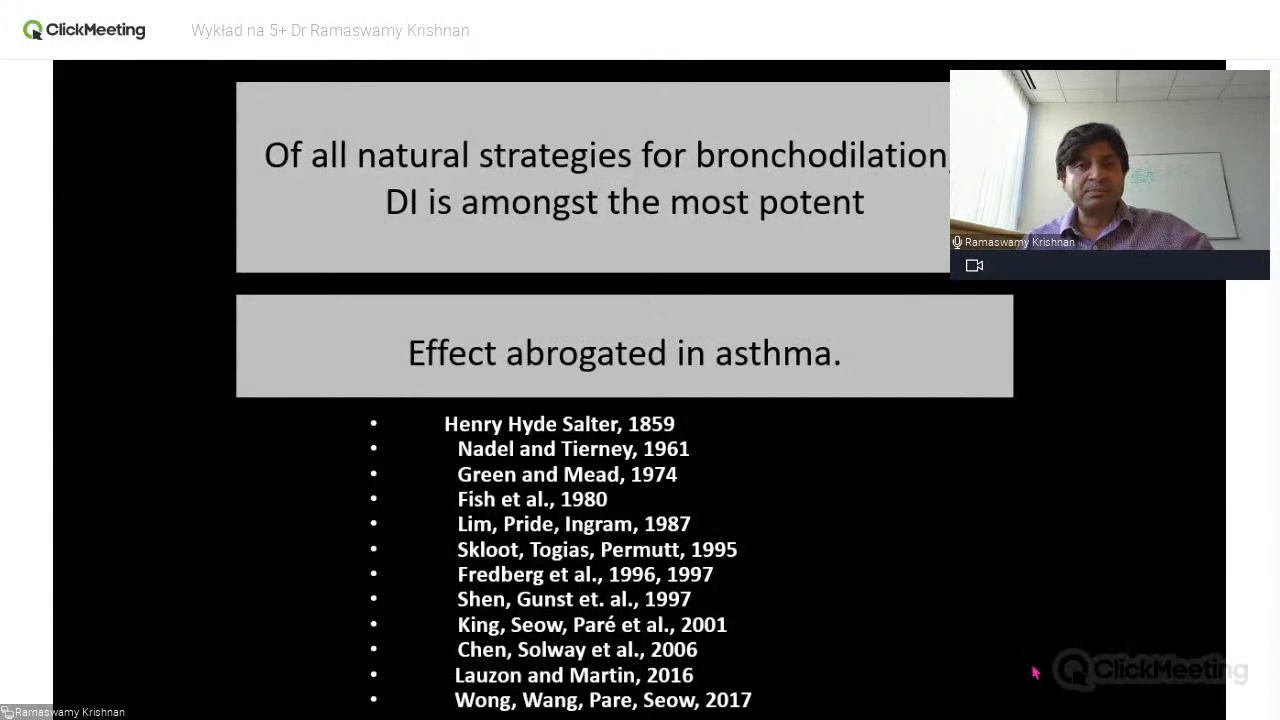 ClickMeeting
Wykład na 5+ Dr Ramaswamy Krishnan
Of all natural strategies for bronchodilation,
DI is amongst the most potent
Ramaswamy Krishnan
Effect abrogated in asthma.
• Henry Hyde Salter, 1859
• Nadel and Tierney, 1961
• Green and Mead, 1974
• Fish et al., 1980
• Lim, Pride, Ingram, 1987
• Skloot, Togias, Permutt, 1995
• Fredberg et al., 1996, 1997
• Shen, Gunst et. al., 1997
• King, Seow, Paré et al., 2001
• Chen, Solway et al., 2006
• Lauzon and Martin, 2016
• Wong, Wang, Pare, Seow, 2017
ClickMeeting
Ramaswamy Krishnan